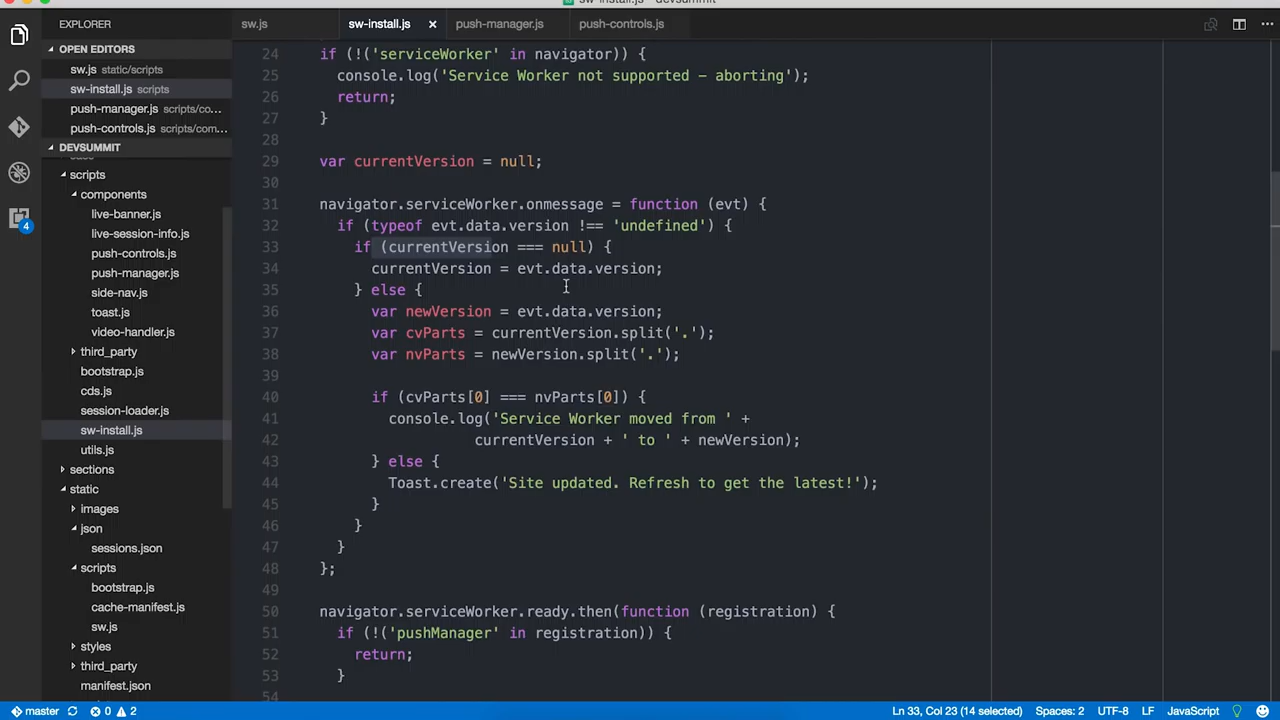 sw-install.js - devsummit
EXPLORER
sw.js
sw-install.js
push-manager.js
push-controls.js
OPEN EDITORS
sw.js static/scripts
sw-install.js scripts
push-manager.js scripts/co...
push-controls.js scripts/com...
DEVSUMMIT
scripts
components
live-banner.js
live-session-info.js
push-controls.js
push-manager.js
side-nav.js
toast.js
video-handler.js
third_party
bootstrap.js
cds.js
session-loader.js
sw-install.js
utils.js
sections
static
images
json
sessions.json
scripts
bootstrap.js
cache-manifest.js
sw.js
styles
third_party
manifest.json
4
24 if (!('serviceWorker' in navigator)) {
25 console.log('Service Worker not supported - aborting');
26 return;
27 }
28
29 var currentVersion = null;
30
31 navigator.serviceWorker.onmessage = function (evt) {
32 if (typeof evt.data.version !== 'undefined') {
33 if (currentVersion === null) {
34 currentVersion = evt.data.version;
35 } else {
36 var newVersion = evt.data.version;
37 var cvParts = currentVersion.split('.');
38 var nvParts = newVersion.split('.');
39
40 if (cvParts[0] === nvParts[0]) {
41 console.log('Service Worker moved from ' +
42 currentVersion + ' to ' + newVersion);
43 } else {
44 Toast.create('Site updated. Refresh to get the latest!');
45 }
46 }
47 }
48 };
49
50 navigator.serviceWorker.ready.then(function (registration) {
51 if (!('pushManager' in registration)) {
52 return;
53 }
54
master 0 2
Ln 33, Col 23 (14 selected) Spaces: 2 UTF-8 LF JavaScript